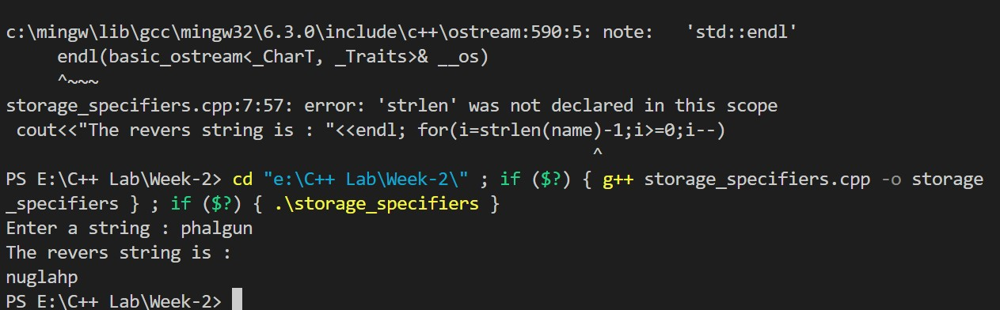 c:\mingw\lib\gcc\mingw32\6.3.0\include\c++\ostream:590:5: note:   'std::endl'
     endl(basic_ostream<_CharT, _Traits>& __os)
     ^~~~
storage_specifiers.cpp:7:57: error: 'strlen' was not declared in this scope
 cout<<"The revers string is : "<<endl; for(i=strlen(name)-1;i>=0;i--)
                                                         ^
PS E:\C++ Lab\Week-2> cd "e:\C++ Lab\Week-2\" ; if ($?) { g++ storage_specifiers.cpp -o storage
_specifiers } ; if ($?) { .\storage_specifiers }
Enter a string : phalgun
The revers string is :
nuglahp
PS E:\C++ Lab\Week-2>